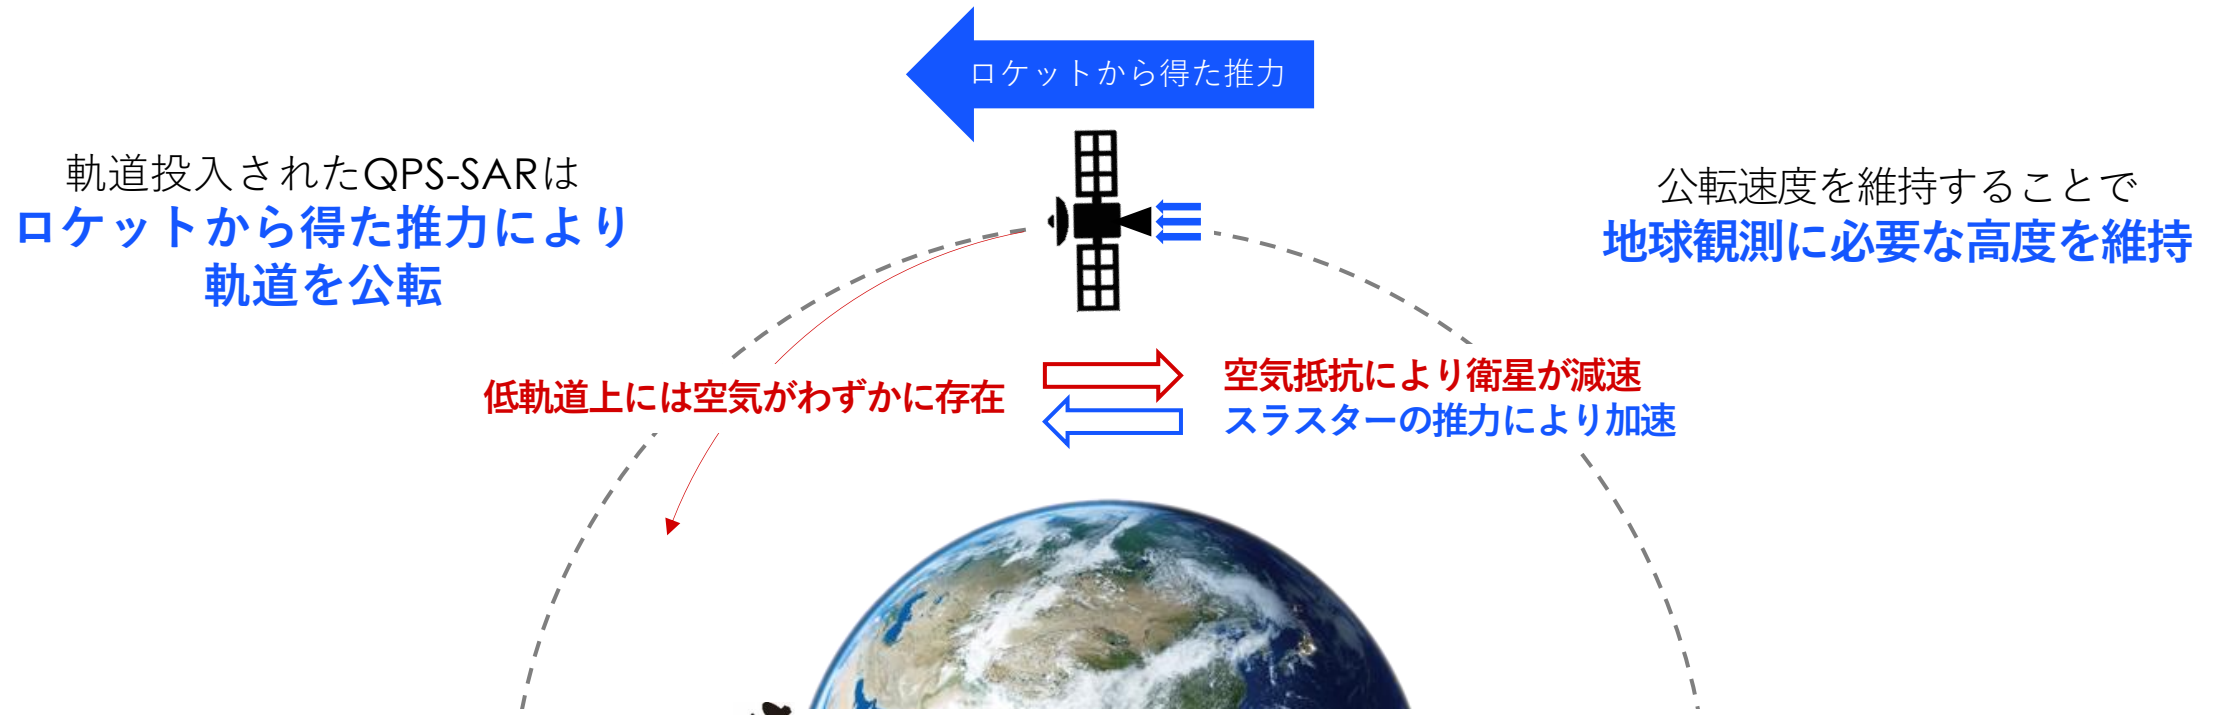 ロケットから得た推力
軌道投入されたQPS-SARは
ロケットから得た推力により
軌道を公転
公転速度を維持することで
地球観測に必要な高度を維持
低軌道上には空気がわずかに存在
空気抵抗により衛星が減速
スラスターの推力により加速